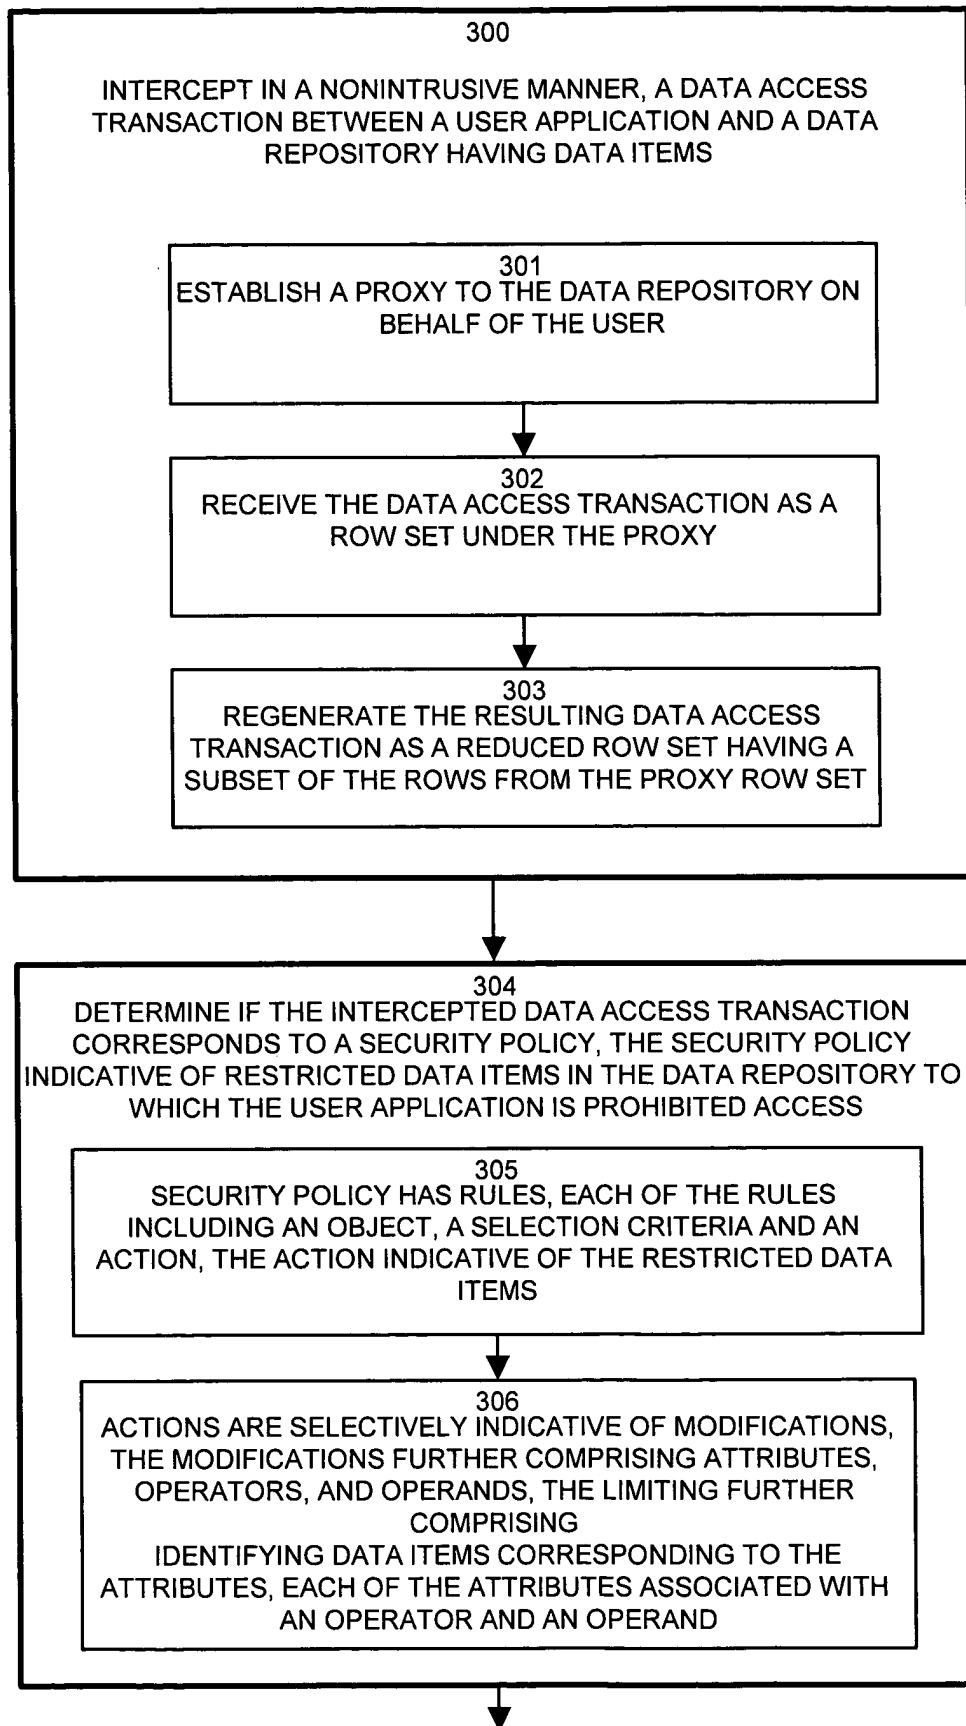 300
INTERCEPT IN A NONINTRUSIVE MANNER, A DATA ACCESS
TRANSACTION BETWEEN A USER APPLICATION AND A DATA
REPOSITORY HAVING DATA ITEMS
301
ESTABLISH A PROXY TO THE DATA REPOSITORY ON
BEHALF OF THE USER
302
RECEIVE THE DATA ACCESS TRANSACTION AS A
ROW SET UNDER THE PROXY
303
REGENERATE THE RESULTING DATA ACCESS
TRANSACTION AS A REDUCED ROW SET HAVING A
SUBSET OF THE ROWS FROM THE PROXY ROW SET
304
DETERMINE IF THE INTERCEPTED DATA ACCESS TRANSACTION
CORRESPONDS TO A SECURITY POLICY, THE SECURITY POLICY
INDICATIVE OF RESTRICTED DATA ITEMS IN THE DATA REPOSITORY TO
WHICH THE USER APPLICATION IS PROHIBITED ACCESS
305
SECURITY POLICY HAS RULES, EACH OF THE RULES
INCLUDING AN OBJECT, A SELECTION CRITERIA AND AN
ACTION, THE ACTION INDICATIVE OF THE RESTRICTED DATA
ITEMS
306
ACTIONS ARE SELECTIVELY INDICATIVE OF MODIFICATIONS,
THE MODIFICATIONS FURTHER COMPRISING ATTRIBUTES,
OPERATORS, AND OPERANDS, THE LIMITING FURTHER
COMPRISING
IDENTIFYING DATA ITEMS CORRESPONDING TO THE
ATTRIBUTES, EACH OF THE ATTRIBUTES ASSOCIATED WITH
AN OPERATOR AND AN OPERAND